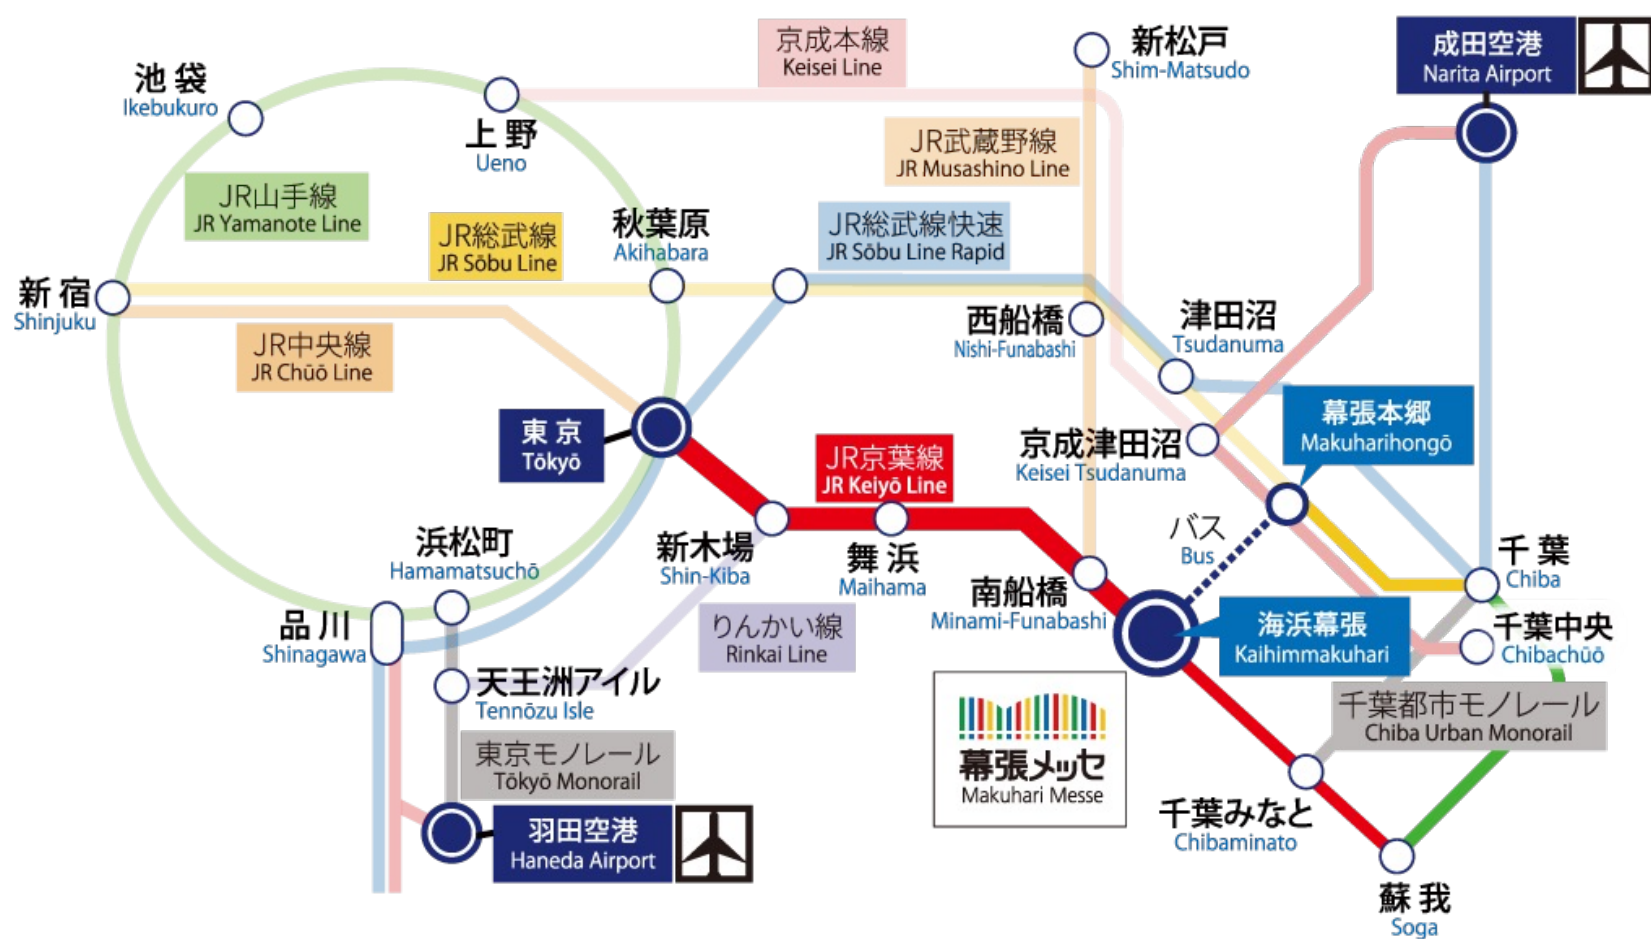 京成本線
Keisei Line
新松戸
Shim-Matsudo
成田空港
Narita Airport
池袋
Ikebukuro
上野
Ueno
JR武蔵野線
JR Musashino Line
JR山手線
JR Yamanote Line
JR総武線
JR Sōbu Line
秋葉原
Akihabara
JR総武線快速
JR Sōbu Line Rapid
新宿
Shinjuku
JR中央線
JR Chūō Line
西船橋
Nishi-Funabashi
津田沼
Tsudanuma
東京
Tōkyō
JR京葉線
JR Keiyō Line
京成津田沼
Keisei Tsudanuma
幕張本郷
Makuharihongō
バス
Bus
浜松町
Hamamatsuchō
新木場
Shin-Kiba
舞浜
Maihama
南船橋
Minami-Funabashi
千葉
Chiba
品川
Shinagawa
りんかい線
Rinkai Line
海浜幕張
Kaihimmakuhari
千葉中央
Chibachūō
天王洲アイル
Tennōzu Isle
千葉都市モノレール
Chiba Urban Monorail
東京モノレール
Tōkyō Monorail
幕張メッセ
Makuhari Messe
羽田空港
Haneda Airport
千葉みなと
Chibaminato
蘇我
Soga